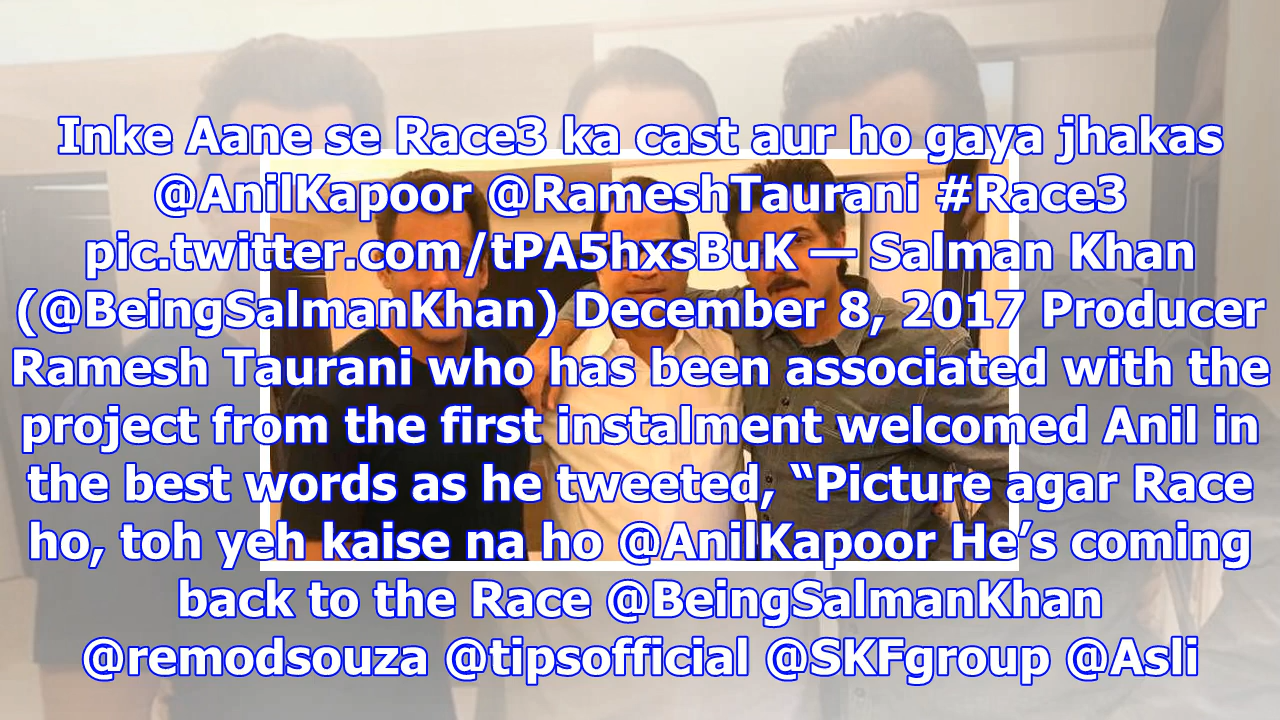 Inke Aane se Race3 ka cast aur ho gaya jhakas
@AnilKapoor @RameshTaurani #Race3
pic.twitter.com/tPA5hxsBuK — Salman Khan
(@BeingSalmanKhan) December 8, 2017 Producer
Ramesh Taurani who has been associated with the
project from the first instalment welcomed Anil in
the best words as he tweeted, “Picture agar Race
ho, toh yeh kaise na ho @AnilKapoor He’s coming
back to the Race @BeingSalmanKhan
@remodsouza @tipsofficial @SKFgroup @Asli